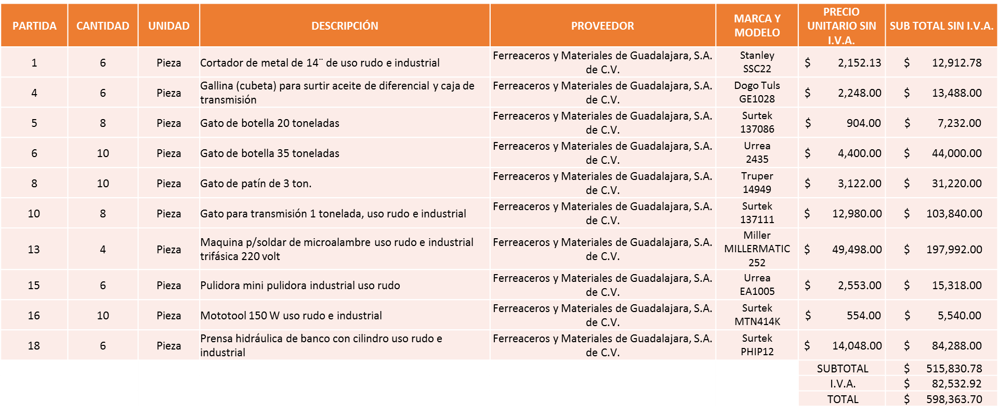 PARTIDA CANTIDAD UNIDAD DESCRIPCIÓN PROVEEDOR MARCA Y MODELO PRECIO UNITARIO SIN I.V.A. SUB TOTAL SIN I.V.A.
1 6 Pieza Cortador de metal de 14¨ de uso rudo e industrial Ferreaceros y Materiales de Guadalajara, S.A. de C.V. Stanley SSC22 $ 2,152.13 $ 12,912.78
4 6 Pieza Gallina (cubeta) para surtir aceite de diferencial y caja de transmisión Ferreaceros y Materiales de Guadalajara, S.A. de C.V. Dogo Tuls GE1028 $ 2,248.00 $ 13,488.00
5 8 Pieza Gato de botella 20 toneladas Ferreaceros y Materiales de Guadalajara, S.A. de C.V. Surtek 137086 $ 904.00 $ 7,232.00
6 10 Pieza Gato de botella 35 toneladas Ferreaceros y Materiales de Guadalajara, S.A. de C.V. Urrea 2435 $ 4,400.00 $ 44,000.00
8 10 Pieza Gato de patín de 3 ton. Ferreaceros y Materiales de Guadalajara, S.A. de C.V. Truper 14949 $ 3,122.00 $ 31,220.00
10 8 Pieza Gato para transmisión 1 tonelada, uso rudo e industrial Ferreaceros y Materiales de Guadalajara, S.A. de C.V. Surtek 137111 $ 12,980.00 $ 103,840.00
13 4 Pieza Maquina p/soldar de microalambre uso rudo e industrial trifásica 220 volt Ferreaceros y Materiales de Guadalajara, S.A. de C.V. Miller MILLERMATIC 252 $ 49,498.00 $ 197,992.00
15 6 Pieza Pulidora mini pulidora industrial uso rudo Ferreaceros y Materiales de Guadalajara, S.A. de C.V. Urrea EA1005 $ 2,553.00 $ 15,318.00
16 10 Pieza Mototool 150 W uso rudo e industrial Ferreaceros y Materiales de Guadalajara, S.A. de C.V. Surtek MTN414K $ 554.00 $ 5,540.00
18 6 Pieza Prensa hidráulica de banco con cilindro uso rudo e industrial Ferreaceros y Materiales de Guadalajara, S.A. de C.V. Surtek PHIP12 $ 14,048.00 $ 84,288.00
SUBTOTAL $ 515,830.78
I.V.A. $ 82,532.92
TOTAL $ 598,363.70